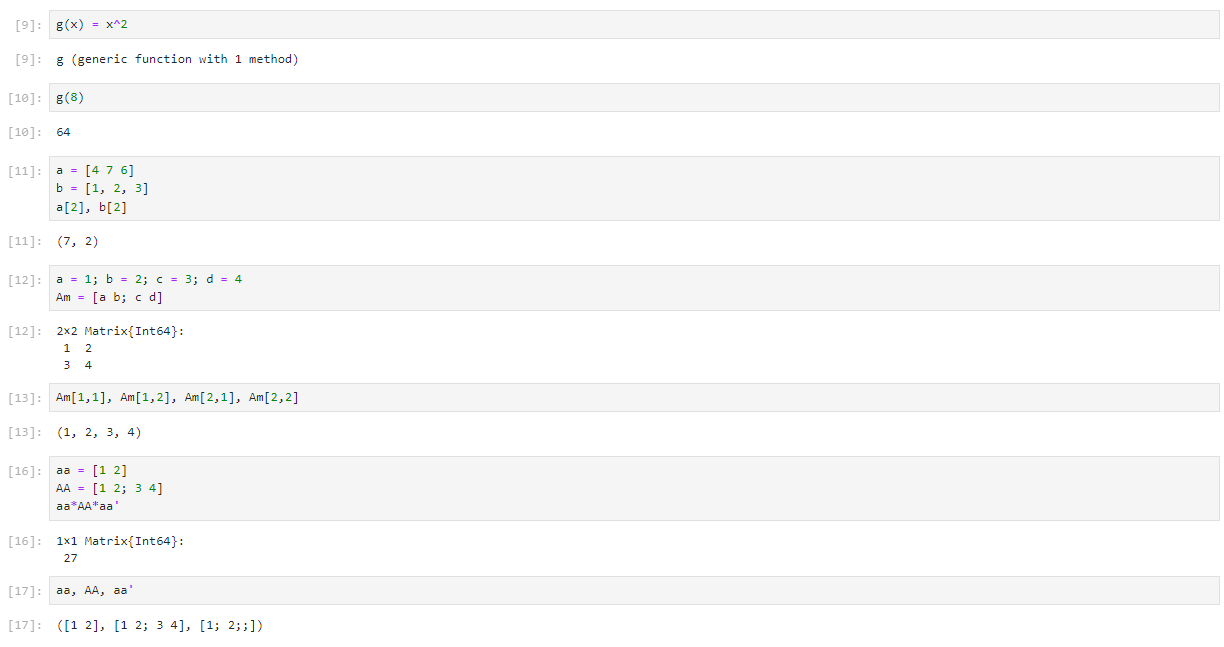 [9]: g(x) = x^2
[9]: g (generic function with 1 method)
[10]: g(8)
[10]: 64
[11]: a = [4 7 6]
b = [1, 2, 3]
a[2], b[2]
[11]: (7, 2)
[12]: a = 1; b = 2; c = 3; d = 4
Am = [a b; c d]
[12]: 2×2 Matrix{Int64}:
1 2
3 4
[13]: Am[1,1], Am[1,2], Am[2,1], Am[2,2]
[13]: (1, 2, 3, 4)
[16]: aa = [1 2]
AA = [1 2; 3 4]
aa*AA*aa'
[16]: 1×1 Matrix{Int64}:
27
[17]: aa, AA, aa'
[17]: ([1 2], [1 2; 3 4], [1; 2;;])